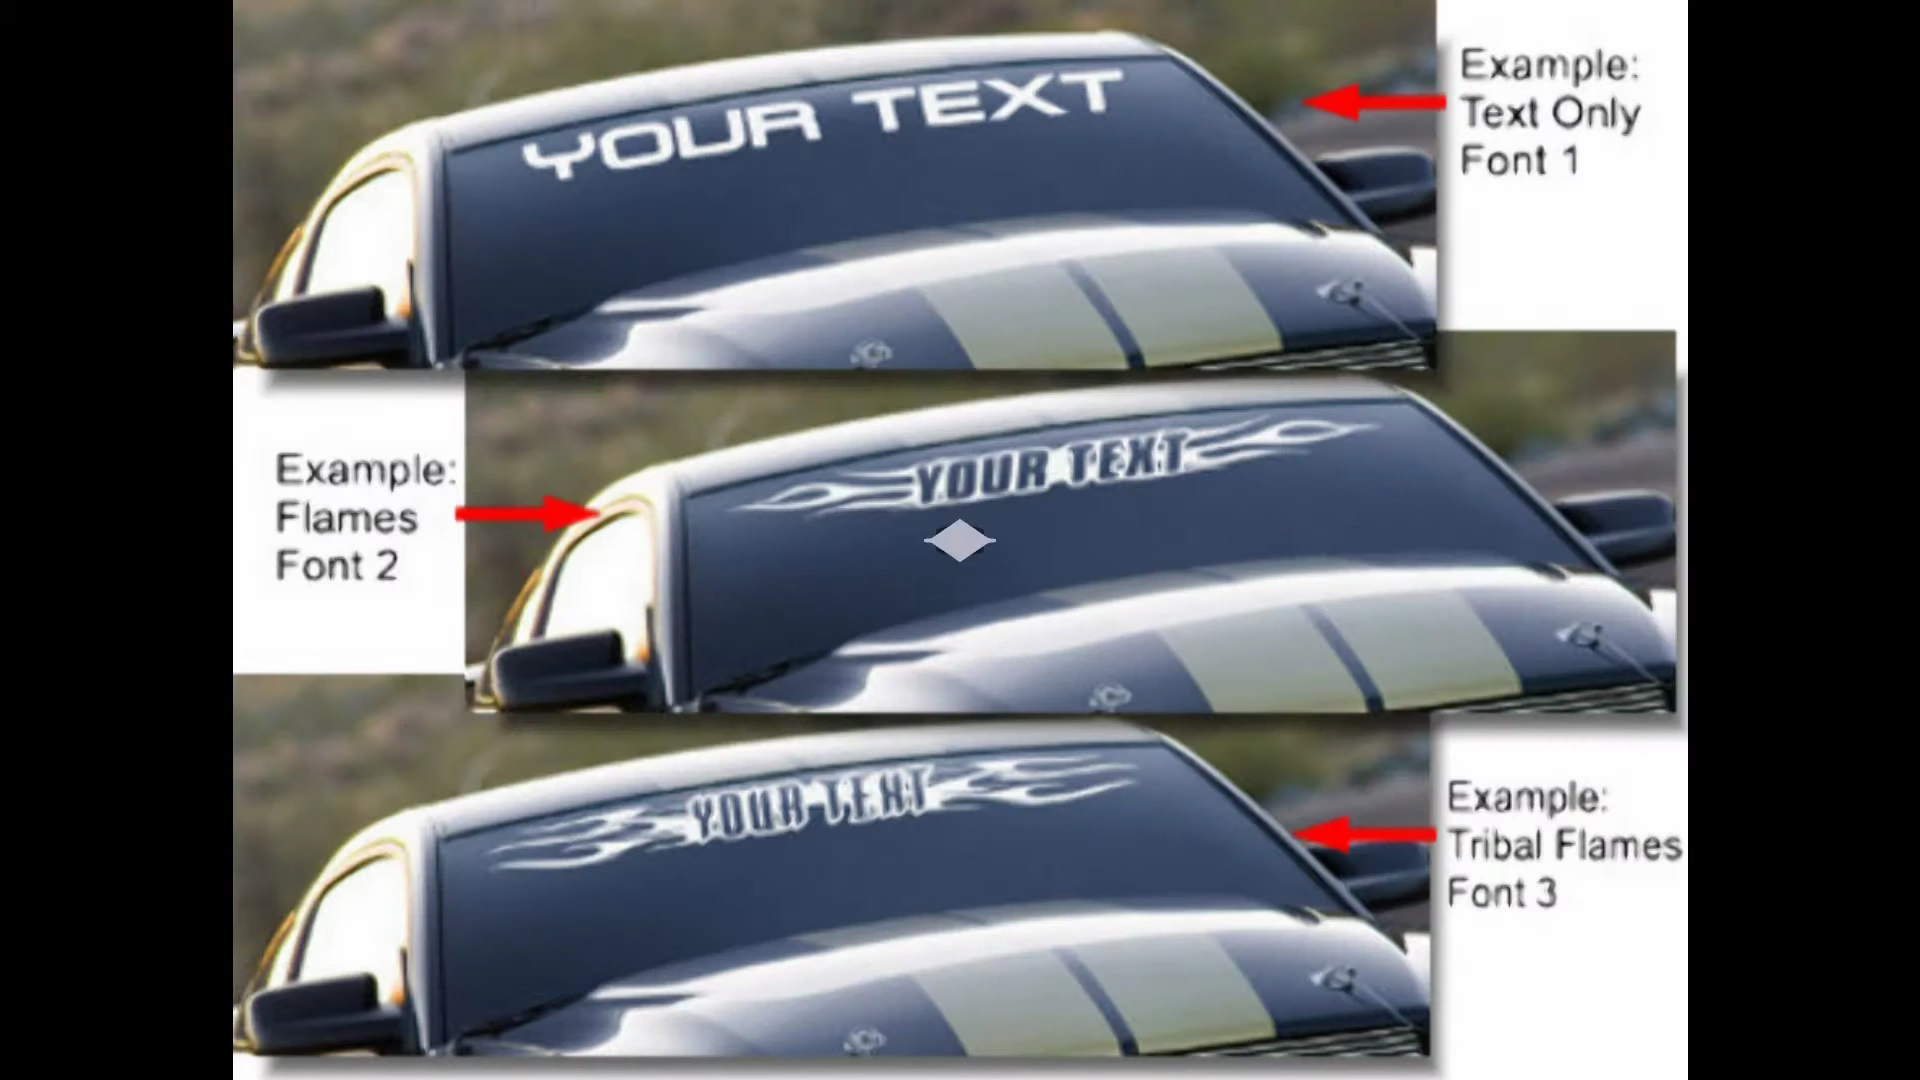 YOUR TEXT
Example:
Text Only
Font 1
Example:
Flames
Font 2
YOUR TEXT
YOUR TEXT
Example:
Tribal Flames
Font 3